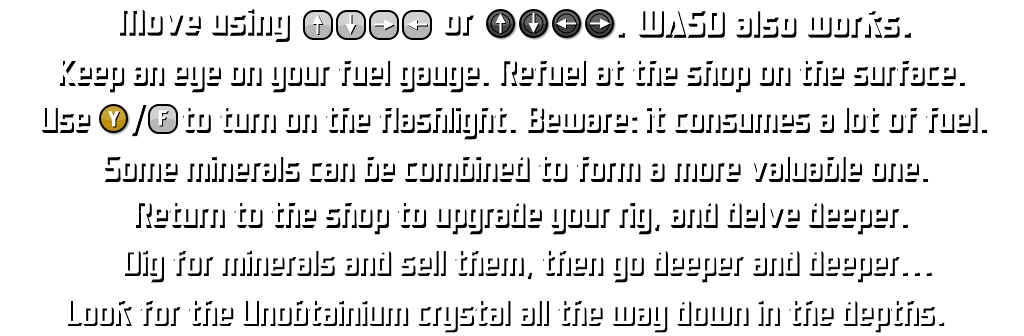 Move using ↑ ↓ → ← or ↑ ↓ ← →. WASD also works.
Keep an eye on your fuel gauge. Refuel at the shop on the surface.
Use Y/F to turn on the flashlight. Beware: it consumes a lot of fuel.
Some minerals can be combined to form a more valuable one.
Return to the shop to upgrade your rig, and delve deeper.
Dig for minerals and sell them, then go deeper and deeper...
Look for the Unobtainium crystal all the way down in the depths.